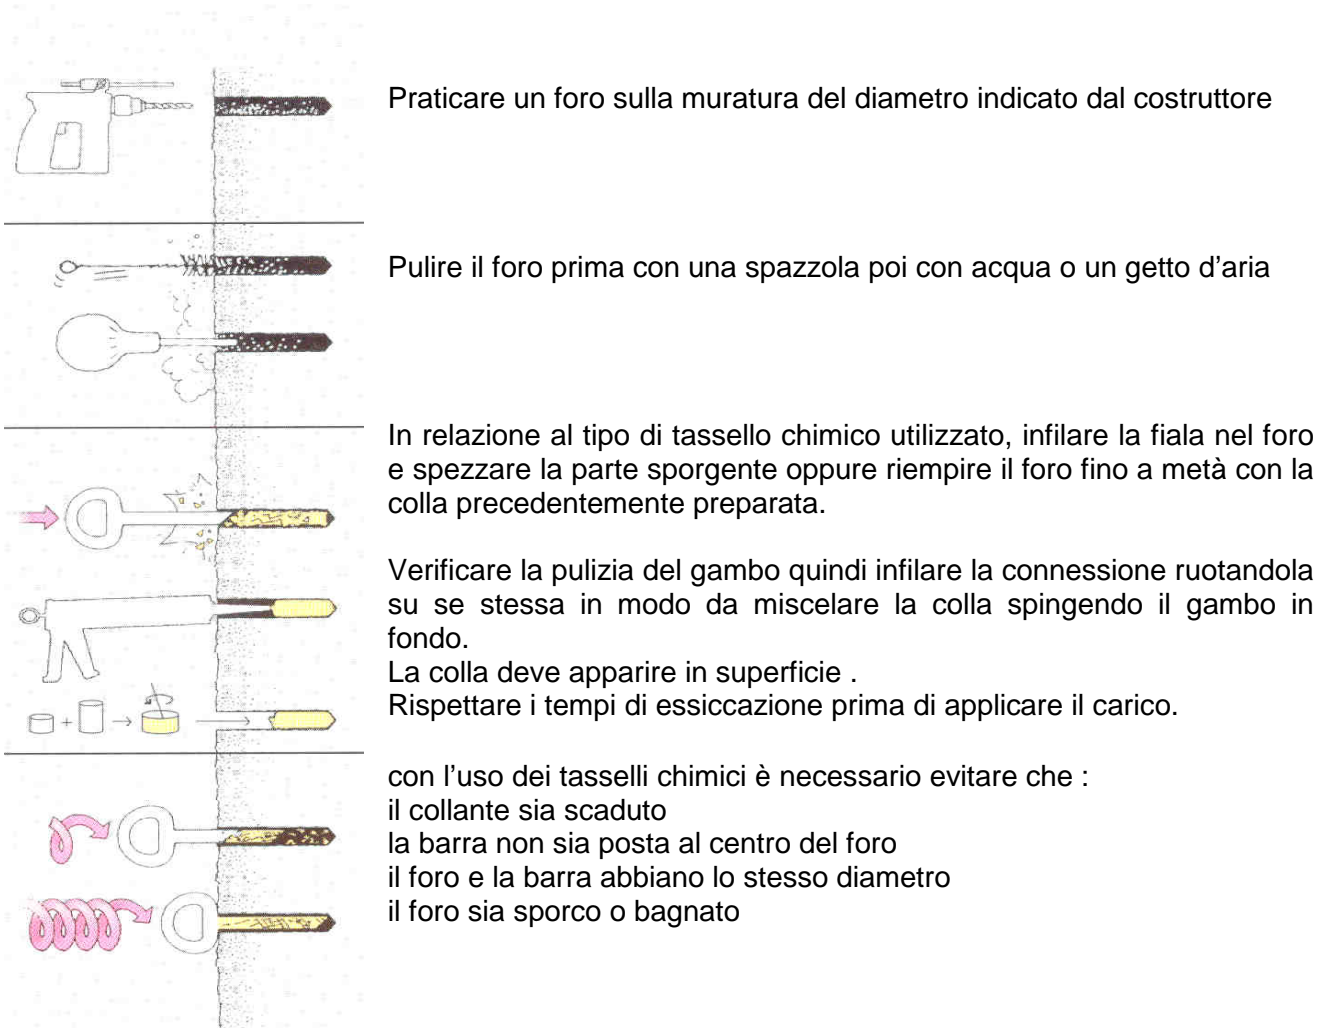 Praticare un foro sulla muratura del diametro indicato dal costruttore
Pulire il foro prima con una spazzola poi con acqua o un getto d’aria
In relazione al tipo di tassello chimico utilizzato, infilare la fiala nel foro
e spezzare la parte sporgente oppure riempire il foro fino a metà con la
colla precedentemente preparata.
Verificare la pulizia del gambo quindi infilare la connessione ruotandola
su se stessa in modo da miscelare la colla spingendo il gambo in
fondo.
La colla deve apparire in superficie .
Rispettare i tempi di essiccazione prima di applicare il carico.
con l’uso dei tasselli chimici è necessario evitare che :
il collante sia scaduto
la barra non sia posta al centro del foro
il foro e la barra abbiano lo stesso diametro
il foro sia sporco o bagnato